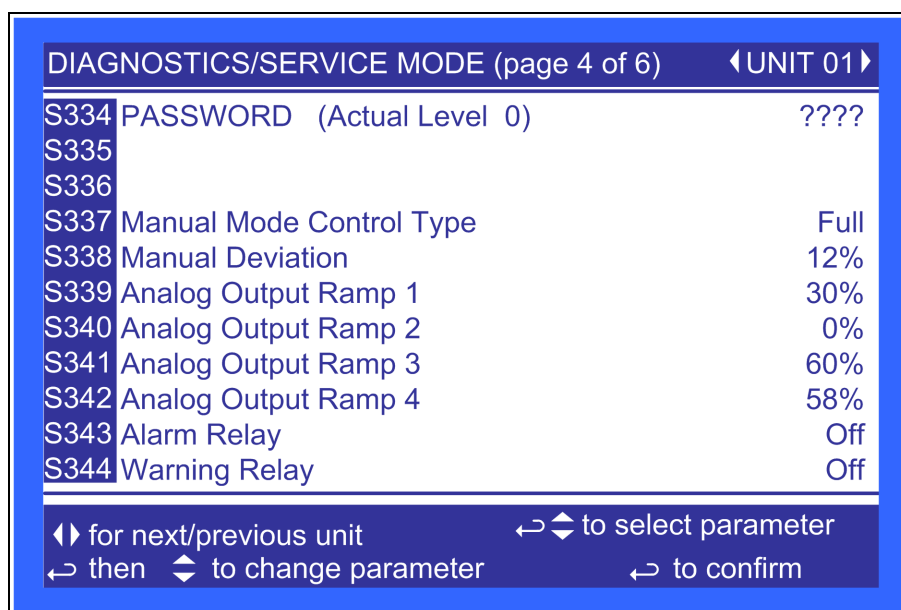 DIAGNOSTICS/SERVICE MODE (page 4 of 6) UNIT 01
S334 PASSWORD (Actual Level 0) ????
S335
S336
S337 Manual Mode Control Type Full
S338 Manual Deviation 12%
S339 Analog Output Ramp 1 30%
S340 Analog Output Ramp 2 0%
S341 Analog Output Ramp 3 60%
S342 Analog Output Ramp 4 58%
S343 Alarm Relay Off
S344 Warning Relay Off
for next/previous unit to select parameter
then to change parameter to confirm